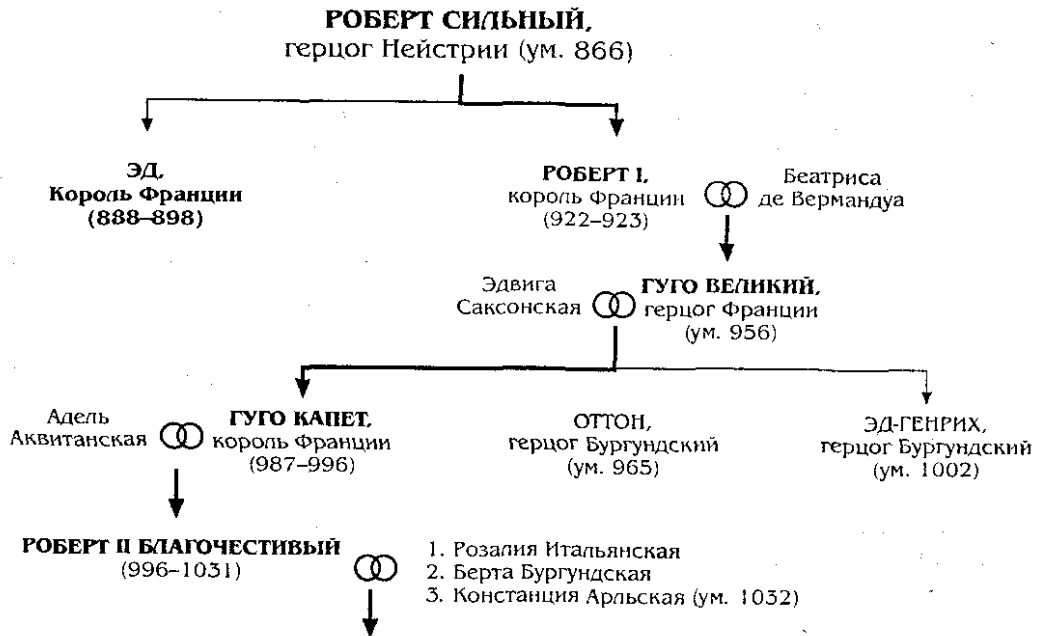 РОБЕРТ СИЛЬНЫЙ,
герцог Нейстрии (ум. 866)
ЭД,
Король Франции
(888–898)
РОБЕРТ I,
король Франции
(922–923)
Беатриса
де Вермандуа
Эдвига
Саксонская
ГУГО ВЕЛИКИЙ,
герцог Франции
(ум. 956)
Адель
Аквитанская
ГУГО КАПЕТ,
король Франции
(987–996)
ОТТОН,
герцог Бургундский
(ум. 965)
ЭД-ГЕНРИХ,
герцог Бургундский
(ум. 1002)
РОБЕРТ II БЛАГОЧЕСТИВЫЙ
(996–1031)
1. Розалия Итальянская
2. Берта Бургундская
3. Констанция Арльская (ум. 1032)